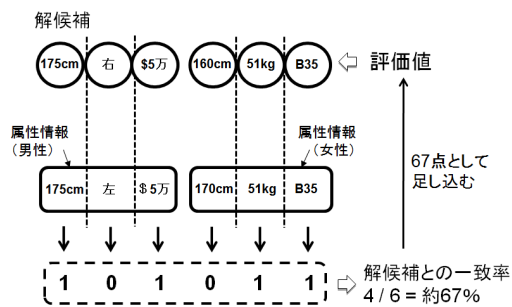 解候補
175cm 右 $5万 160cm 51kg B35 評価値
属性情報
（男性）
属性情報
（女性）
67点として
足し込む
175cm 左 ＄5万 170cm 51kg B35
1 0 1 0 1 1
解候補との一致率
4 / 6 = 約67%